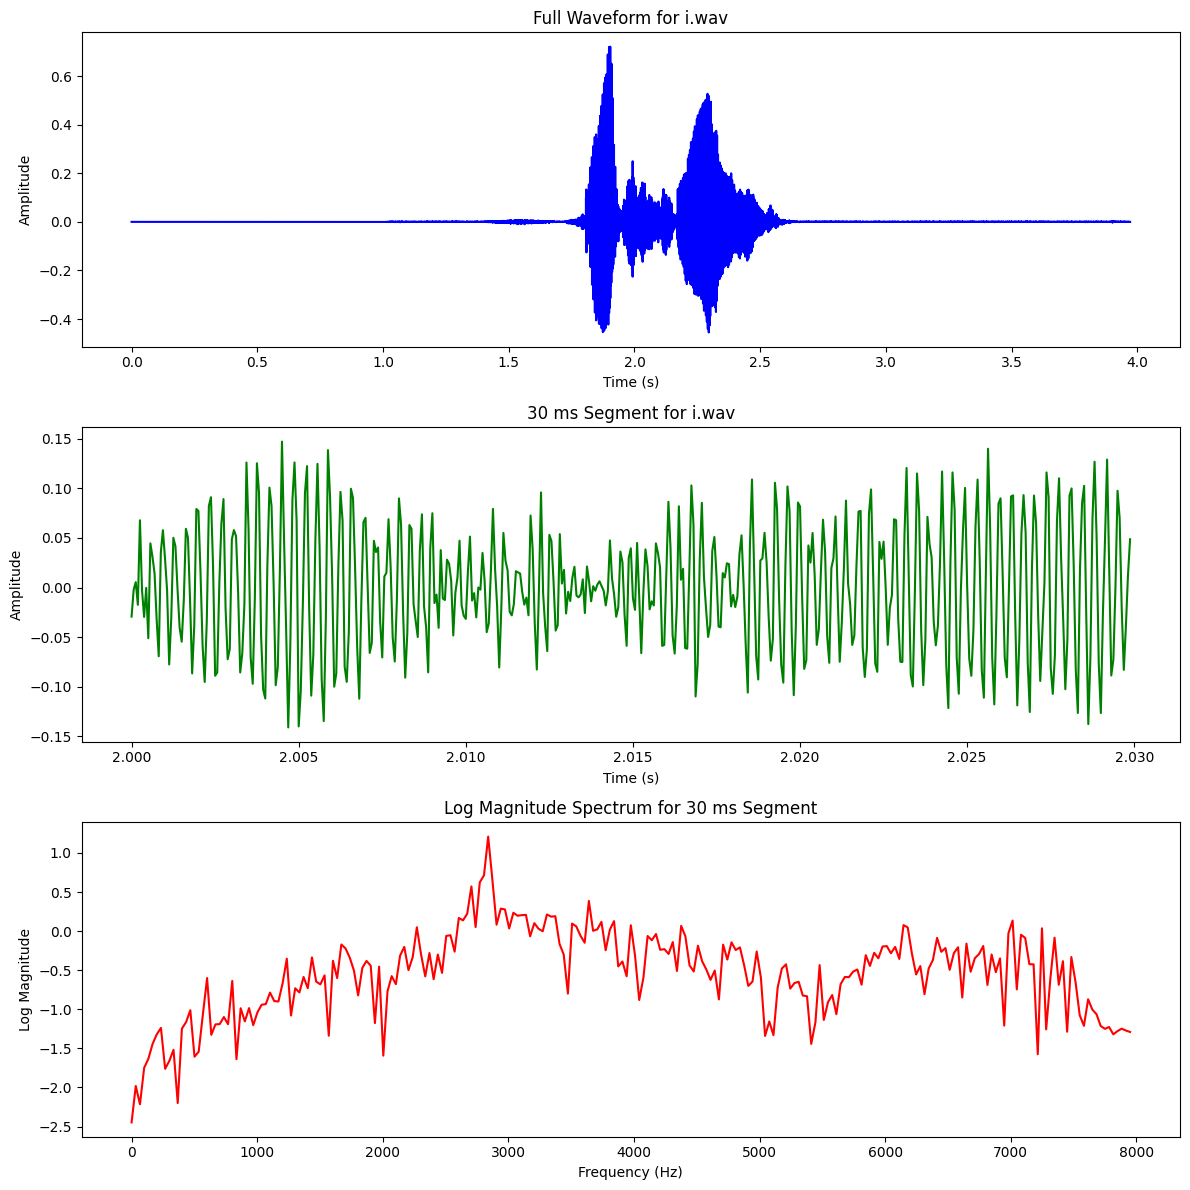 Full Waveform for i.wav
Amplitude
0.6
0.4
0.2
0.0
−0.2
−0.4
0.0 0.5 1.0 1.5 2.0 2.5 3.0 3.5 4.0
Time (s)
30 ms Segment for i.wav
Amplitude
0.15
0.10
0.05
0.00
−0.05
−0.10
−0.15
2.000 2.005 2.010 2.015 2.020 2.025 2.030
Time (s)
Log Magnitude Spectrum for 30 ms Segment
Log Magnitude
1.0
0.5
0.0
−0.5
−1.0
−1.5
−2.0
−2.5
0 1000 2000 3000 4000 5000 6000 7000 8000
Frequency (Hz)